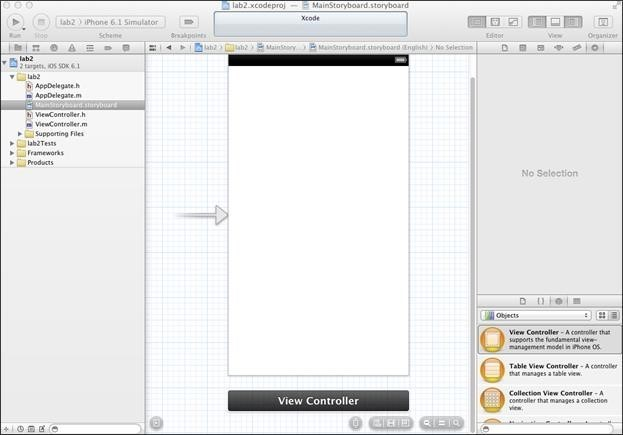 lab2.xcodeproj — MainStoryboard.storyboard
Run
Stop
lab2 〉 iPhone 6.1 Simulator
Scheme
Breakpoints
Xcode
Editor
View
Organizer
lab2 〉 lab2 〉 MainStory...〉 MainStoryboard.storyboard (English) 〉 No Selection
lab2
2 targets, iOS SDK 6.1
lab2
AppDelegate.h
AppDelegate.m
MainStoryboard.storyboard
ViewController.h
ViewController.m
Supporting Files
lab2Tests
Frameworks
Products
View Controller
No Selection
Objects
View Controller - A controller that
supports the fundamental view-
management model in iPhone OS.
Table View Controller - A controller
that manages a table view.
Collection View Controller - A
controller that manages a collection
view.